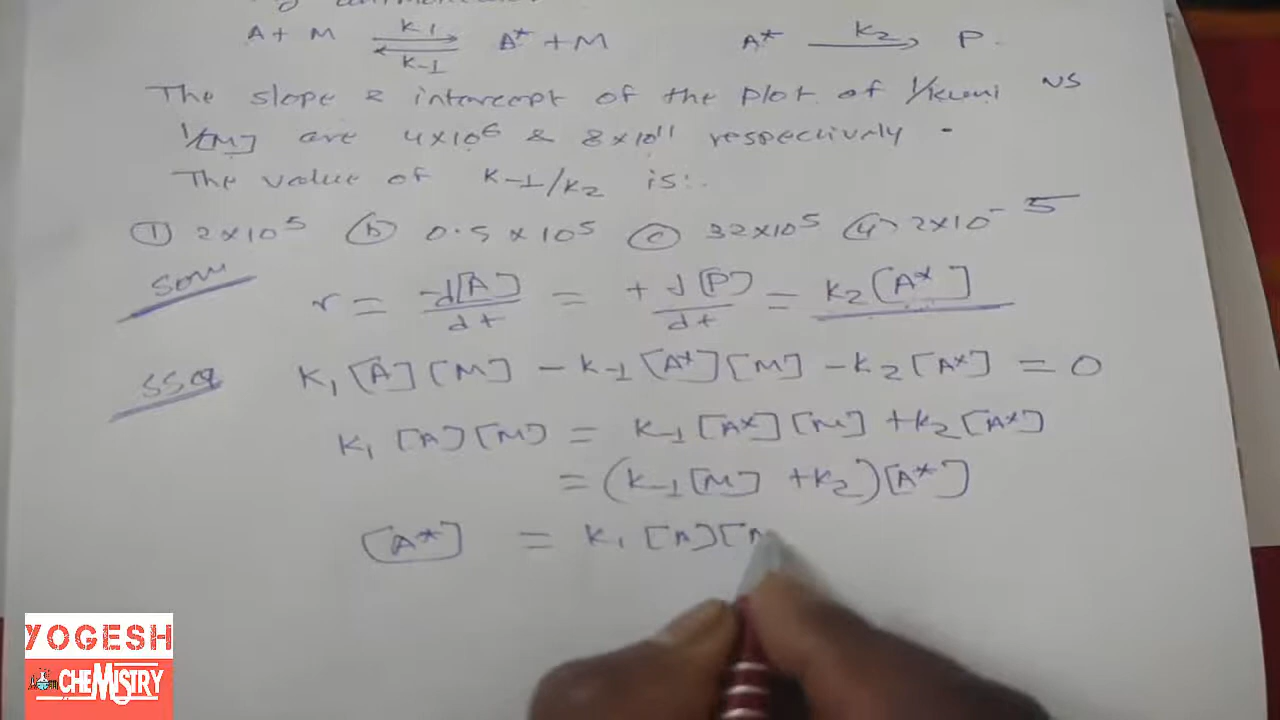 A + M K1 K-1 A* + M A* K2 P.
The slope & intercept of the plot of 1/kuni vs
1/[M] are 4×10^6 & 8×10^11 respectively.
The value of K-1/K2 is:.
① 2×10^5 ⓑ 0.5×10^5 ⓒ 32×10^5 ④ 2×10^-5
Soln r = -d[A]/dt = +d[P]/dt = K2[A*]
SSA K1[A][M] - K-1[A*][M] - K2[A*] = 0
K1[A][M] = K-1[A*][M] + K2[A*]
= (K-1[M] + K2)[A*]
[A*] = K1[A][M
YOGESH
CHEMISTRY